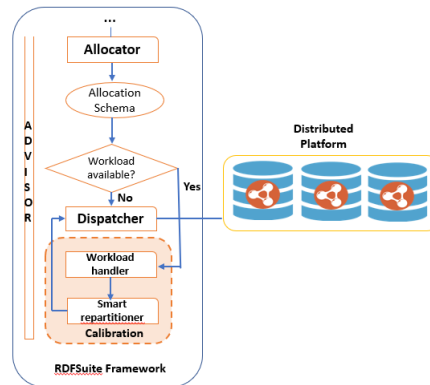 ...
Allocator
Allocation
Schema
Workload
available?
Yes
No
Dispatcher
Workload
handler
Smart
repartitioner
Calibration
RDFSuite Framework
A
D
V
I
S
O
R
Distributed
Platform